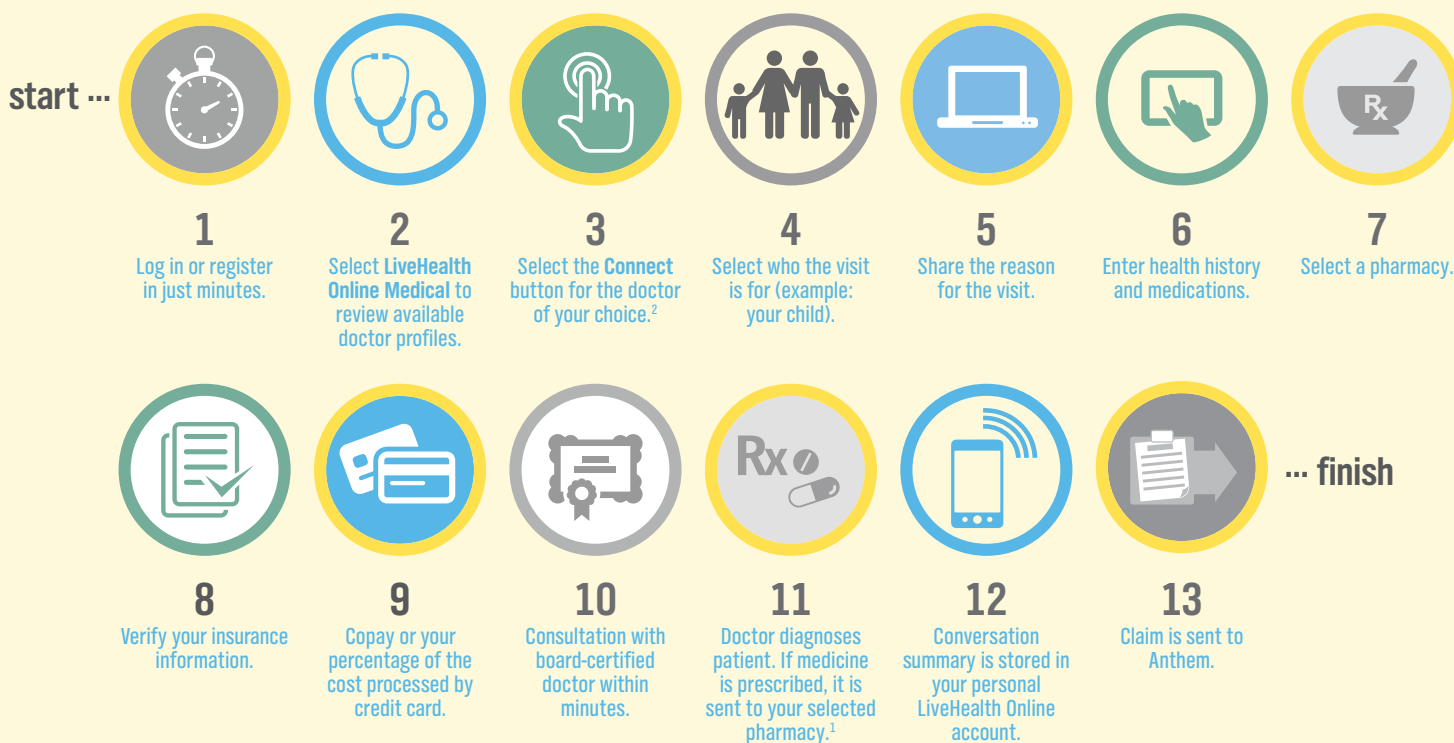 start ...
Rx
1
Log in or register
in just minutes.
2
Select LiveHealth
Online Medical to
review available
doctor profiles.
3
Select the Connect
button for the doctor
of your choice.2
4
Select who the visit
is for (example:
your child).
5
Share the reason
for the visit.
6
Enter health history
and medications.
7
Select a pharmacy.
Rx
... finish
8
Verify your insurance
information.
9
Copay or your
percentage of the
cost processed by
credit card.
10
Consultation with
board-certified
doctor within
minutes.
11
Doctor diagnoses
patient. If medicine
is prescribed, it is
sent to your selected
pharmacy.1
12
Conversation
summary is stored in
your personal
LiveHealth Online
account.
13
Claim is sent to
Anthem.